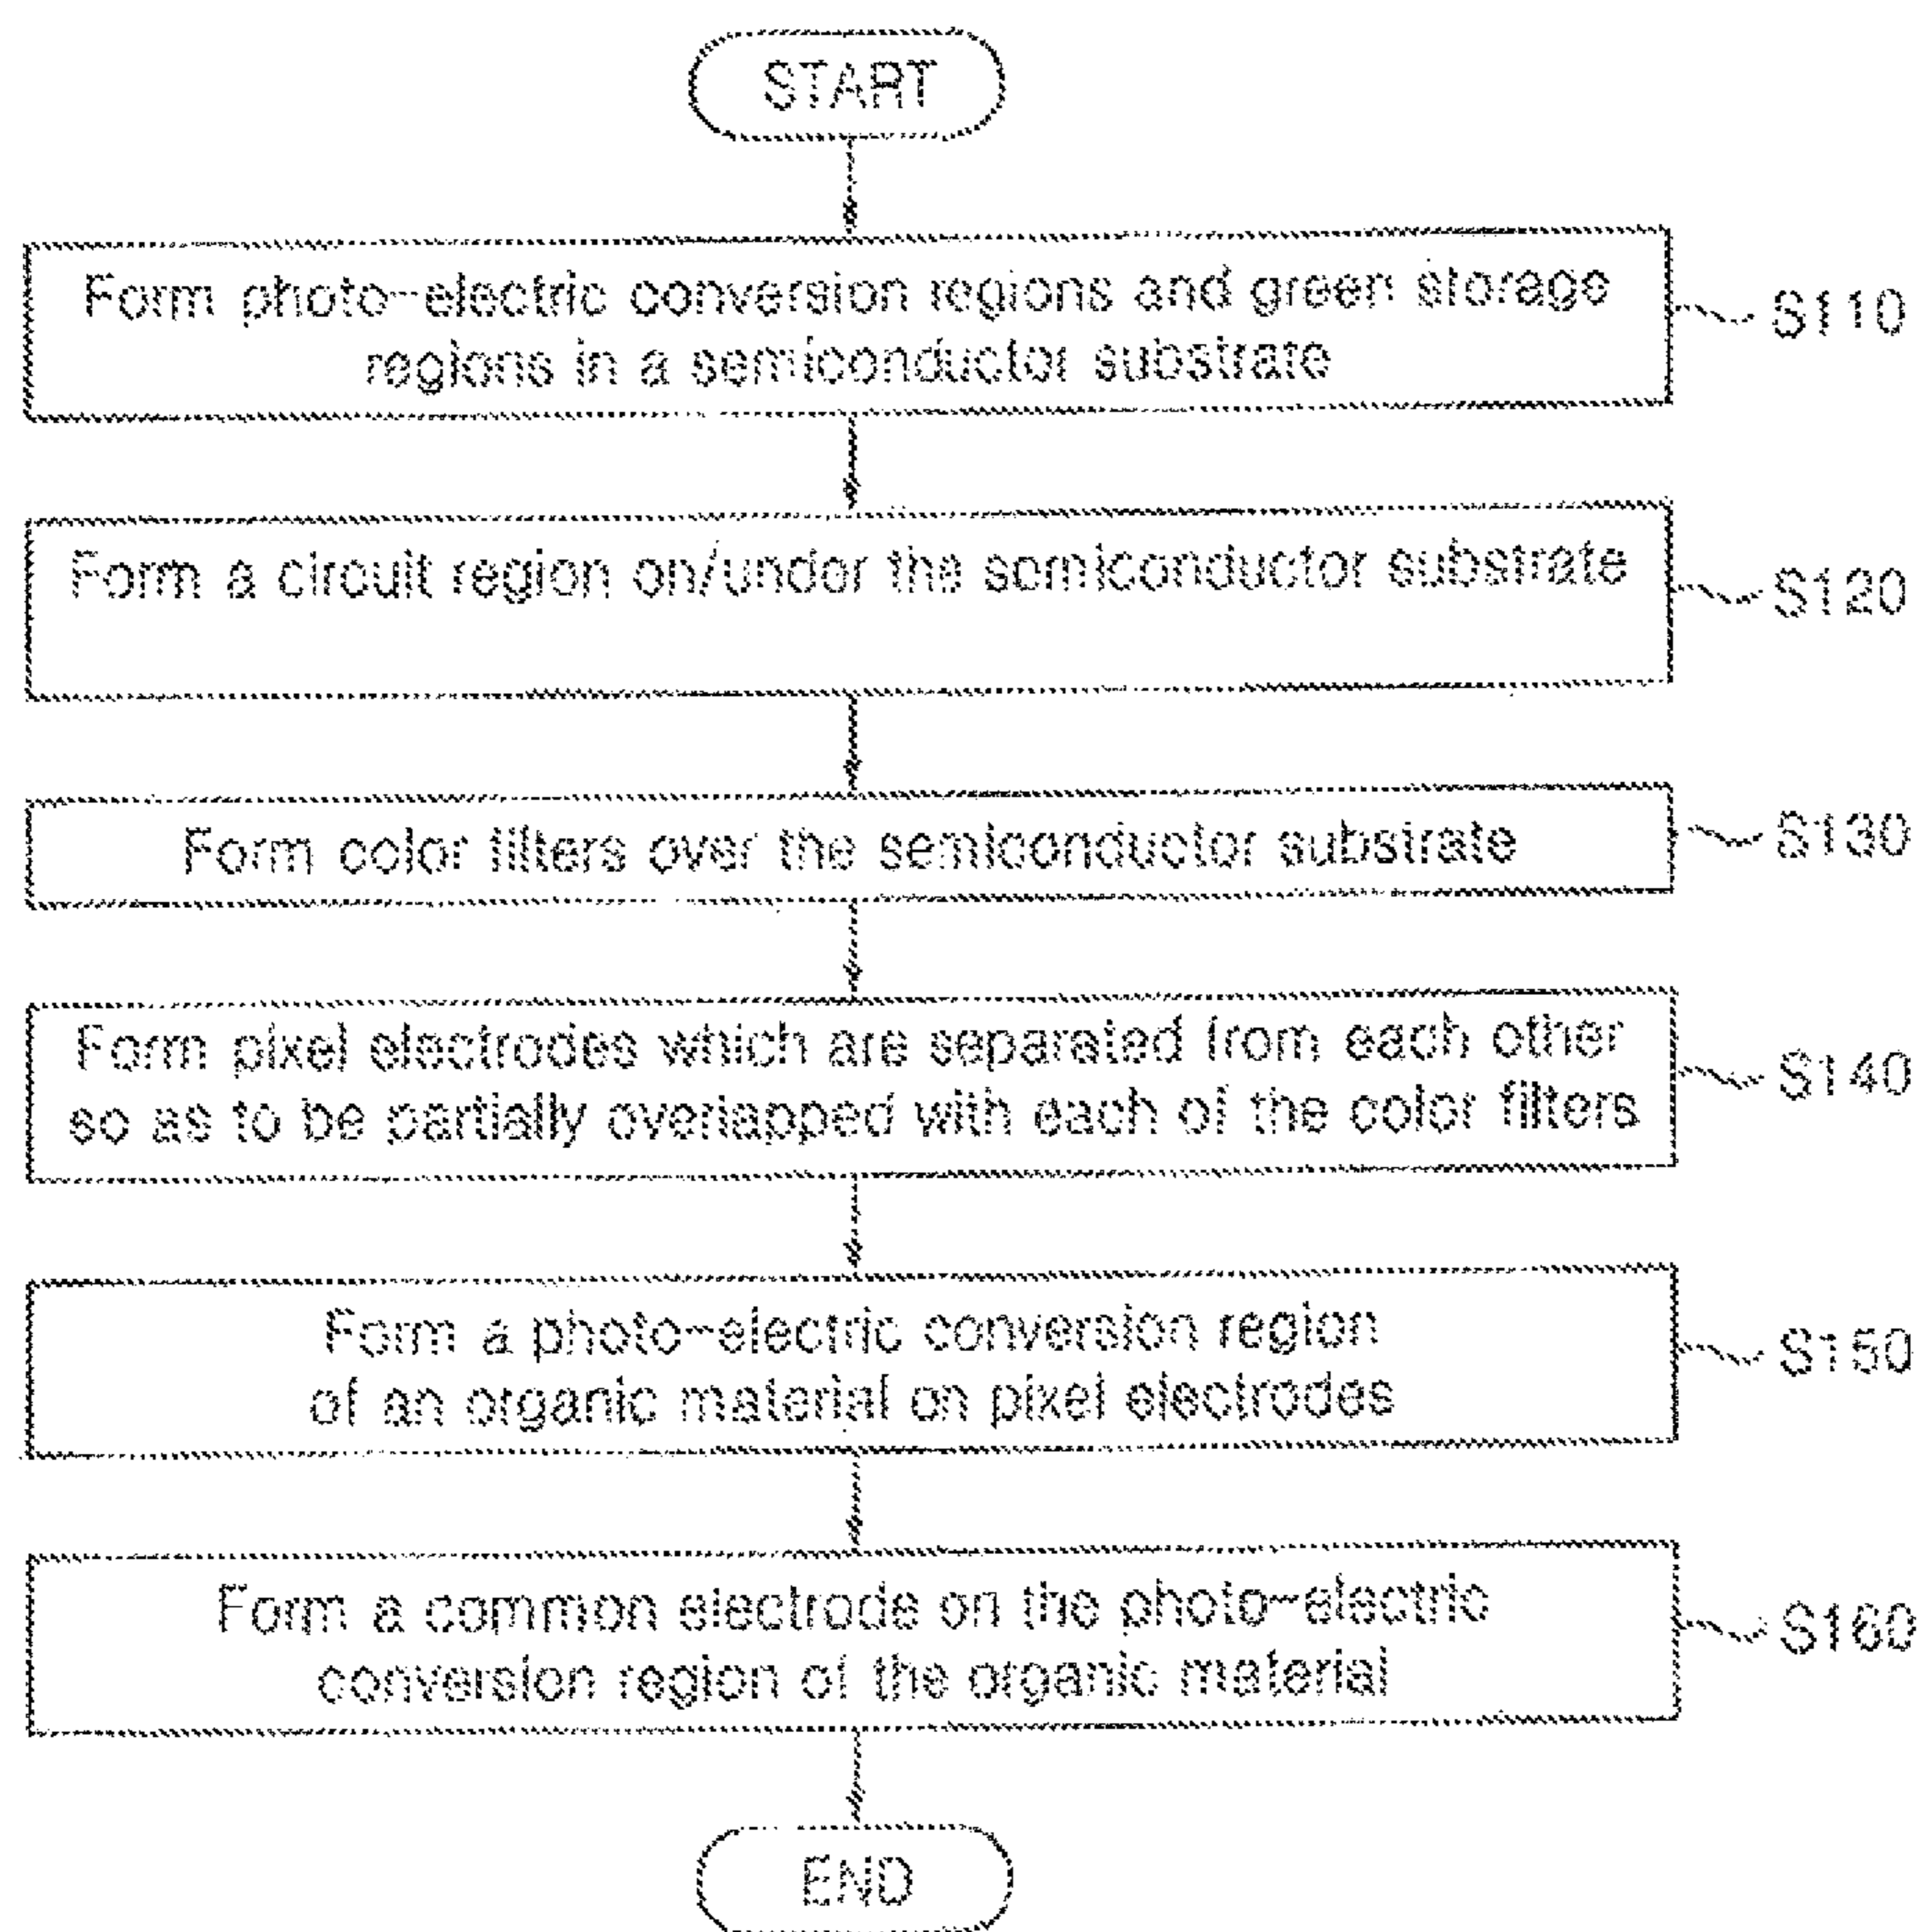 START
Form photo-electric conversion regions and green storage
regions in a semiconductor substrate
S110
Form a circuit region on/under the semiconductor substrate
S120
Form color filters over the semiconductor substrate
S130
Form pixel electrodes which are separated from each other
so as to be partially overlapped with each of the color filters
S140
Form a photo-electric conversion region
of an organic material on pixel electrodes
S150
Form a common electrode on the photo-electric
conversion region of the organic material
S160
END